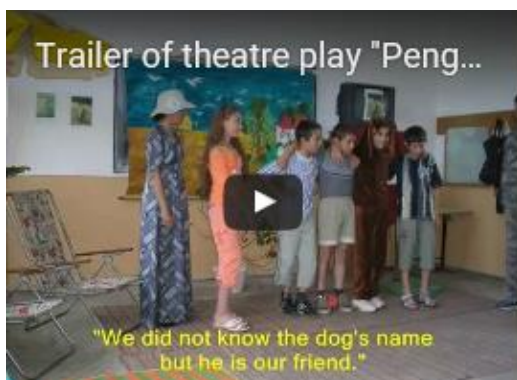 Trailer of theatre play "Peng...
"We did not know the dog's name
but he is our friend."